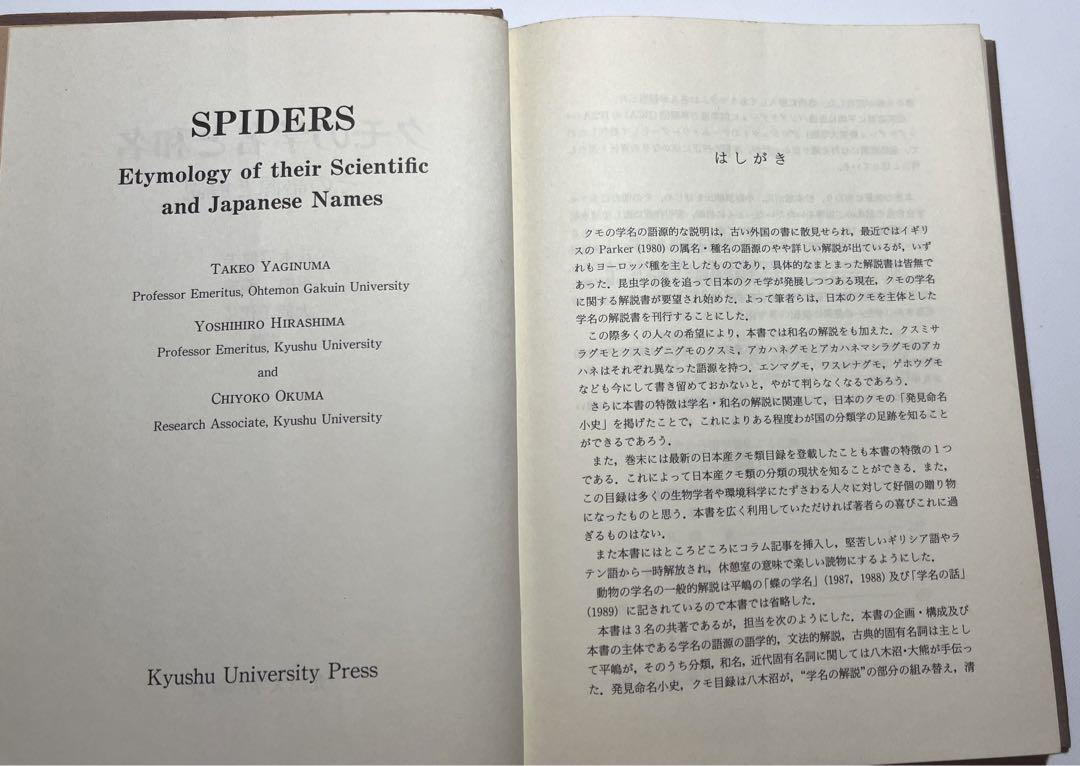 SPIDERS
Etymology of their Scientific
and Japanese Names
TAKEO YAGINUMA
Professor Emeritus, Ohtemon Gakuin University
YOSHIHIRO HIRASHIMA
Professor Emeritus, Kyushu University
and
CHIYOKO OKUMA
Research Associate, Kyushu University
Kyushu University Press
はしがき
クモの学名の語源的な説明は，古い外国の書に散見せられ，最近ではイギリ
スの Parker (1980) の属名・種名の語源のやや詳しい解説が出ているが，いず
れもヨーロッパ種を主としたものであり，具体的なまとまった解説書は皆無で
あった．昆虫学の後を追って日本のクモ学が発展しつつある現在，クモの学名
に関する解説書が要望され始めた．よって筆者らは，日本のクモを主体とした
学名の解説書を刊行することにした．
この際多くの人々の希望により，本書では和名の解説をも加えた．クスミサ
ラグモとクスミダニグモのクスミ，アカハネグモとアカハネマシラグモのアカ
ハネはそれぞれ異なった語源を持つ．エンマグモ，ワスレナグモ，ゲホウグモ
なども今にして書き留めておかないと，やがて判らなくなるであろう．
さらに本書の特徴は学名・和名の解説に関連して，日本のクモの「発見命名
小史」を掲げたことで，これによりある程度わが国の分類学の足跡を知ること
ができるであろう．
また，巻末には最新の日本産クモ類目録を登載したことも本書の特徴の1つ
である．これによって日本産クモ類の分類の現状を知ることができる．また，
この目録は多くの生物学者や環境科学にたずさわる人々に対して好個の贈り物
になったものと思う．本書を広く利用していただければ著者らの喜びこれに過
ぎるものはない．
また本書にはところどころにコラム記事を挿入し，堅苦しいギリシア語やラ
テン語から一時解放され，休憩室の意味で楽しい読物にするようにした．
動物の学名の一般的解説は平嶋の「蝶の学名」(1987, 1988) 及び「学名の話」
(1989) に記されているので本書では省略した．
本書は3名の共著であるが，担当を次のようにした．本書の企画・構成及び
本書の主体である学名の語源の語学的，文法的解説，古典的固有名詞は主とし
て平嶋が，そのうち分類，和名，近代固有名詞に関しては八木沼・大熊が手伝っ
た．発見命名小史，クモ目録は八木沼が，“学名の解説”の部分の組み替え，清